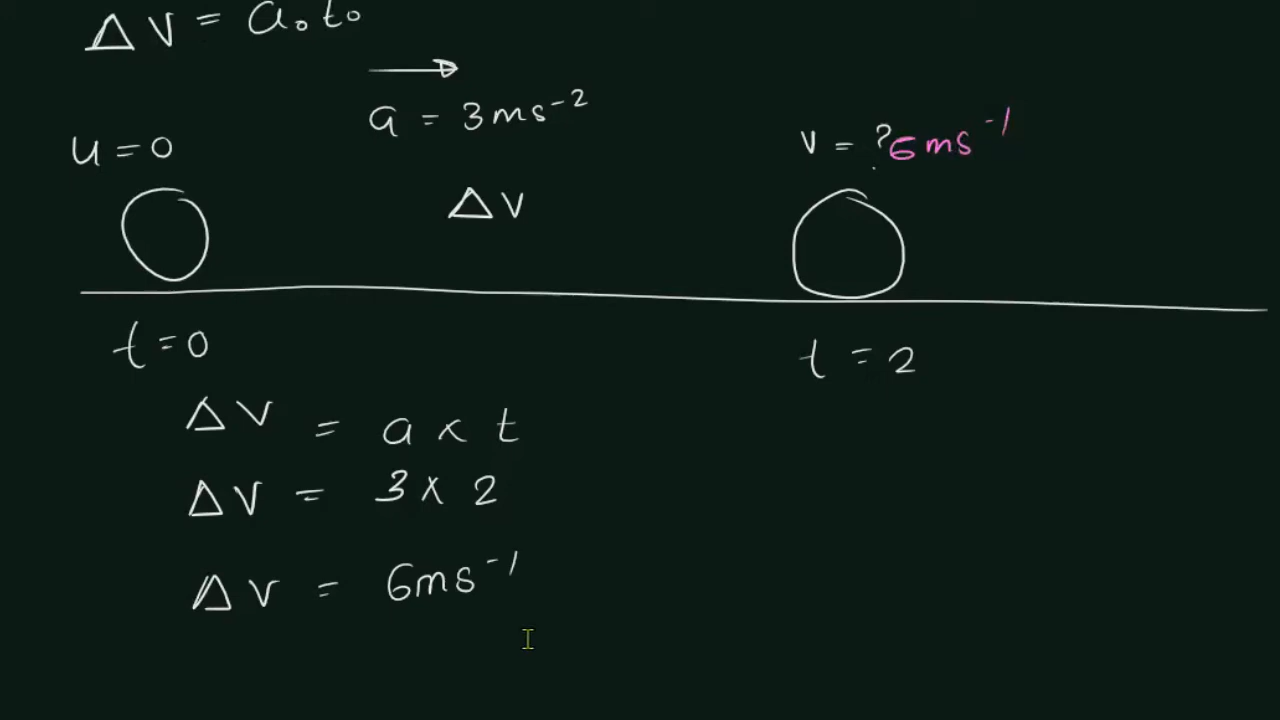 ΔV = a₀t₀
a = 3ms⁻²
u = 0
v = ?6ms⁻¹
ΔV
t = 0
t = 2
ΔV = a × t
ΔV = 3 × 2
ΔV = 6ms⁻¹